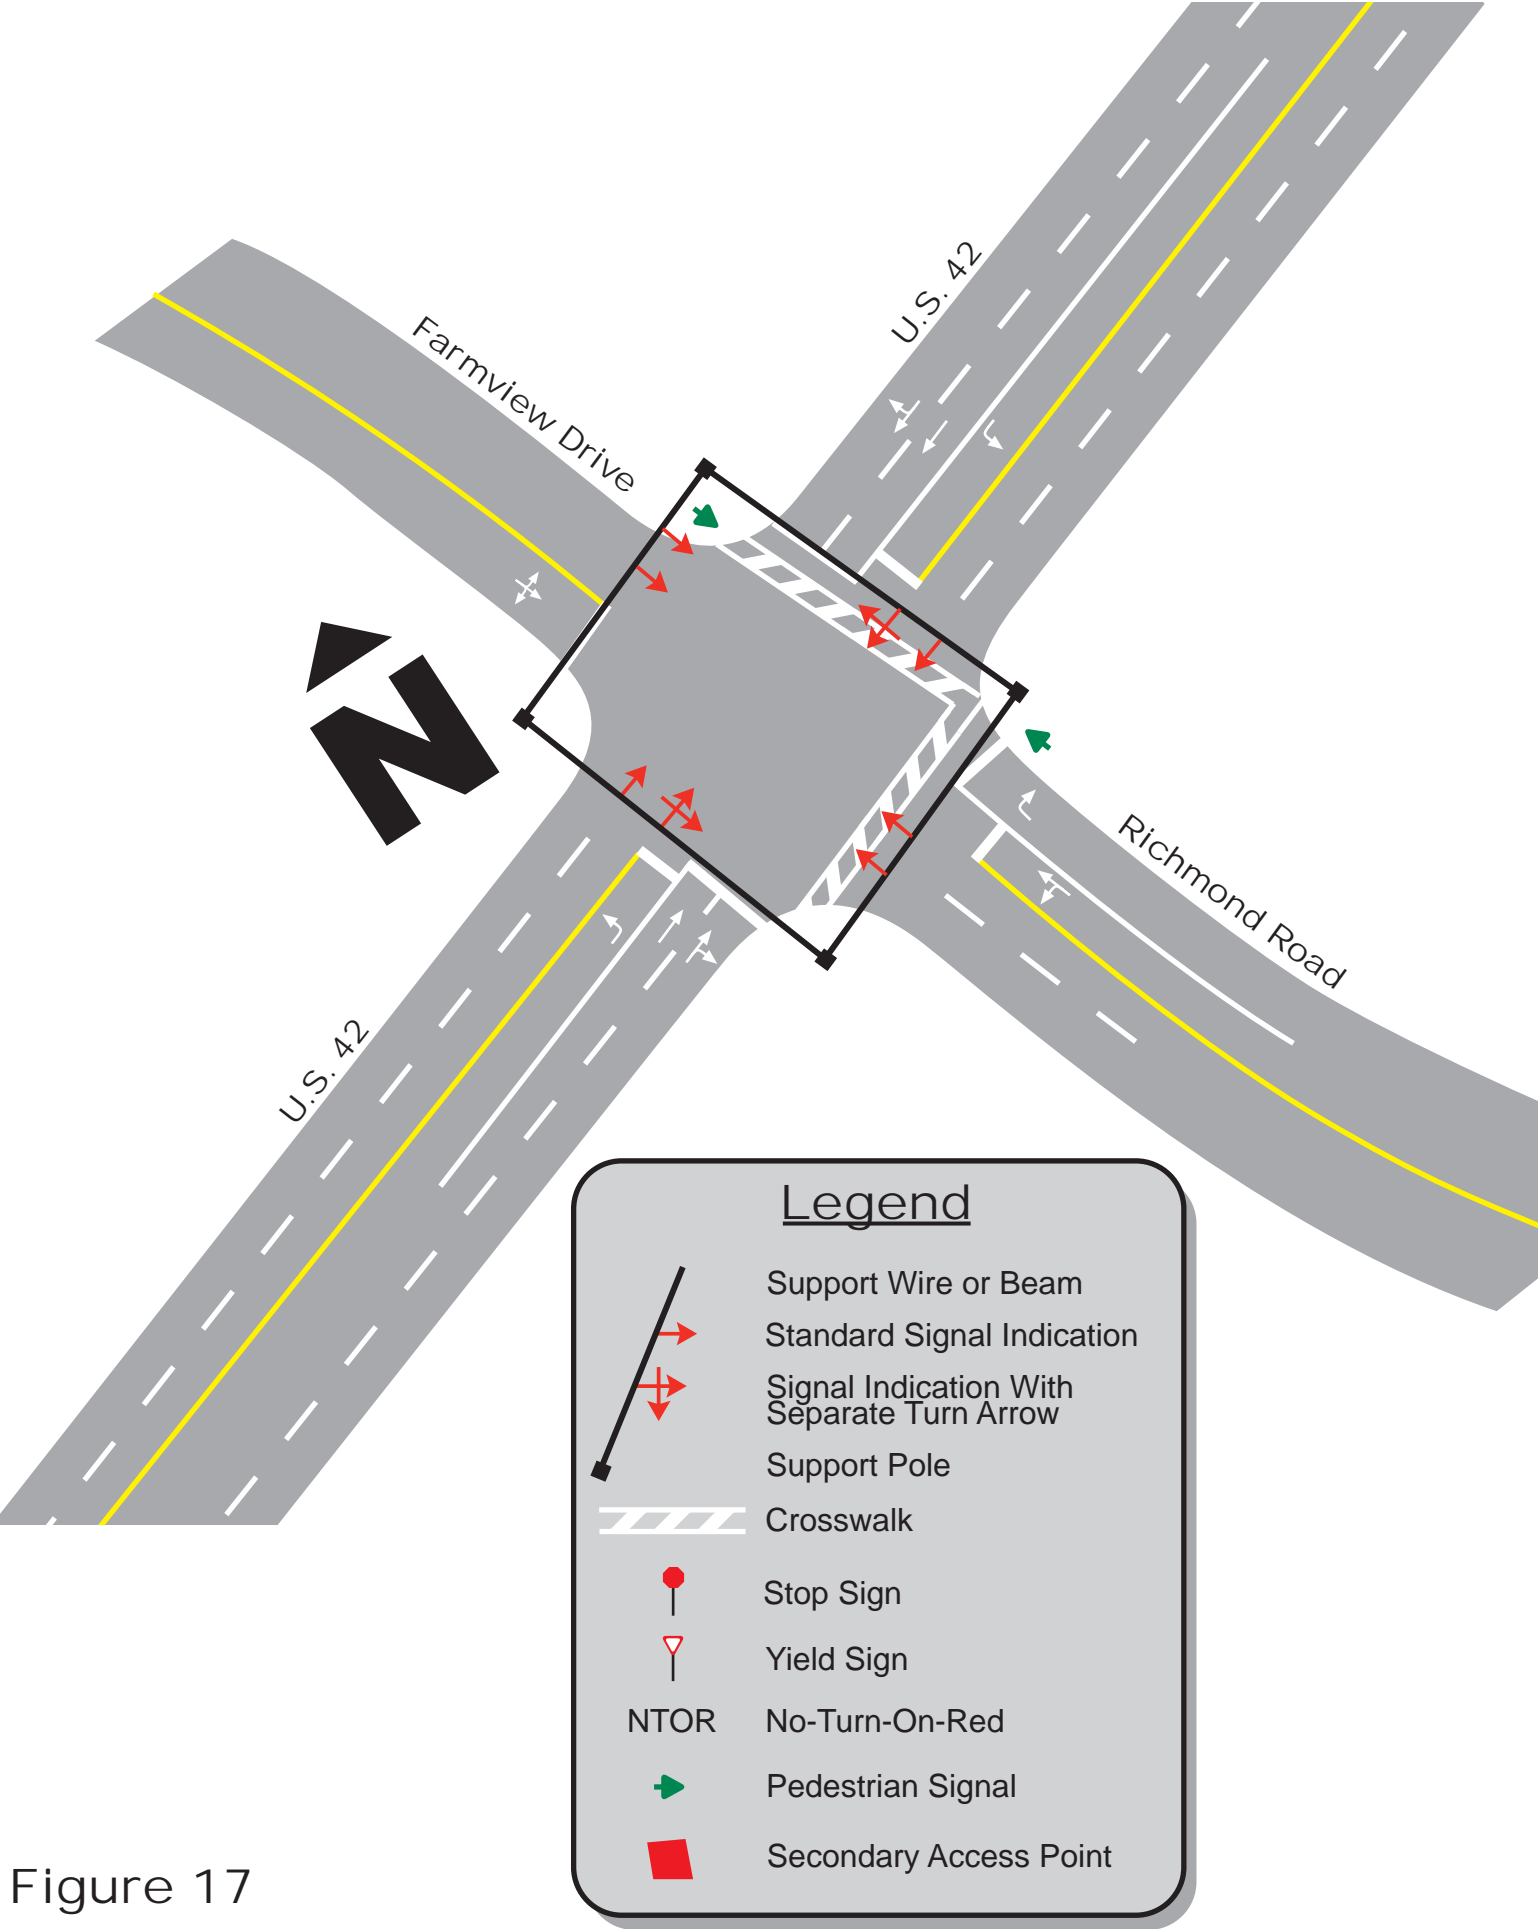 U.S. 42
Farmview Drive
N
Richmond Road
U.S. 42
Legend
Support Wire or Beam
Standard Signal Indication
Signal Indication With
Separate Turn Arrow
Support Pole
Crosswalk
Stop Sign
Yield Sign
NTOR No-Turn-On-Red
Pedestrian Signal
Secondary Access Point
Figure 17